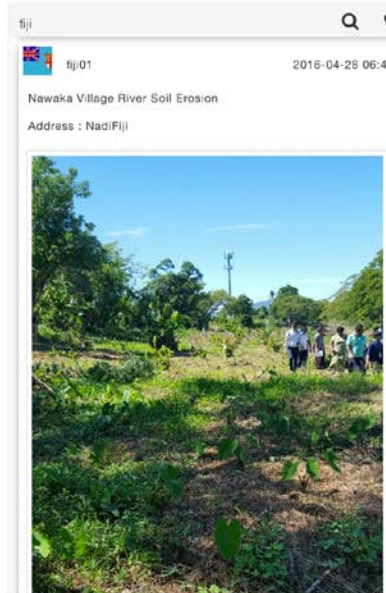 fiji
fiji01 2016-04-28 06:4
Nawaka Village River Soil Erosion
Address : NadiFiji